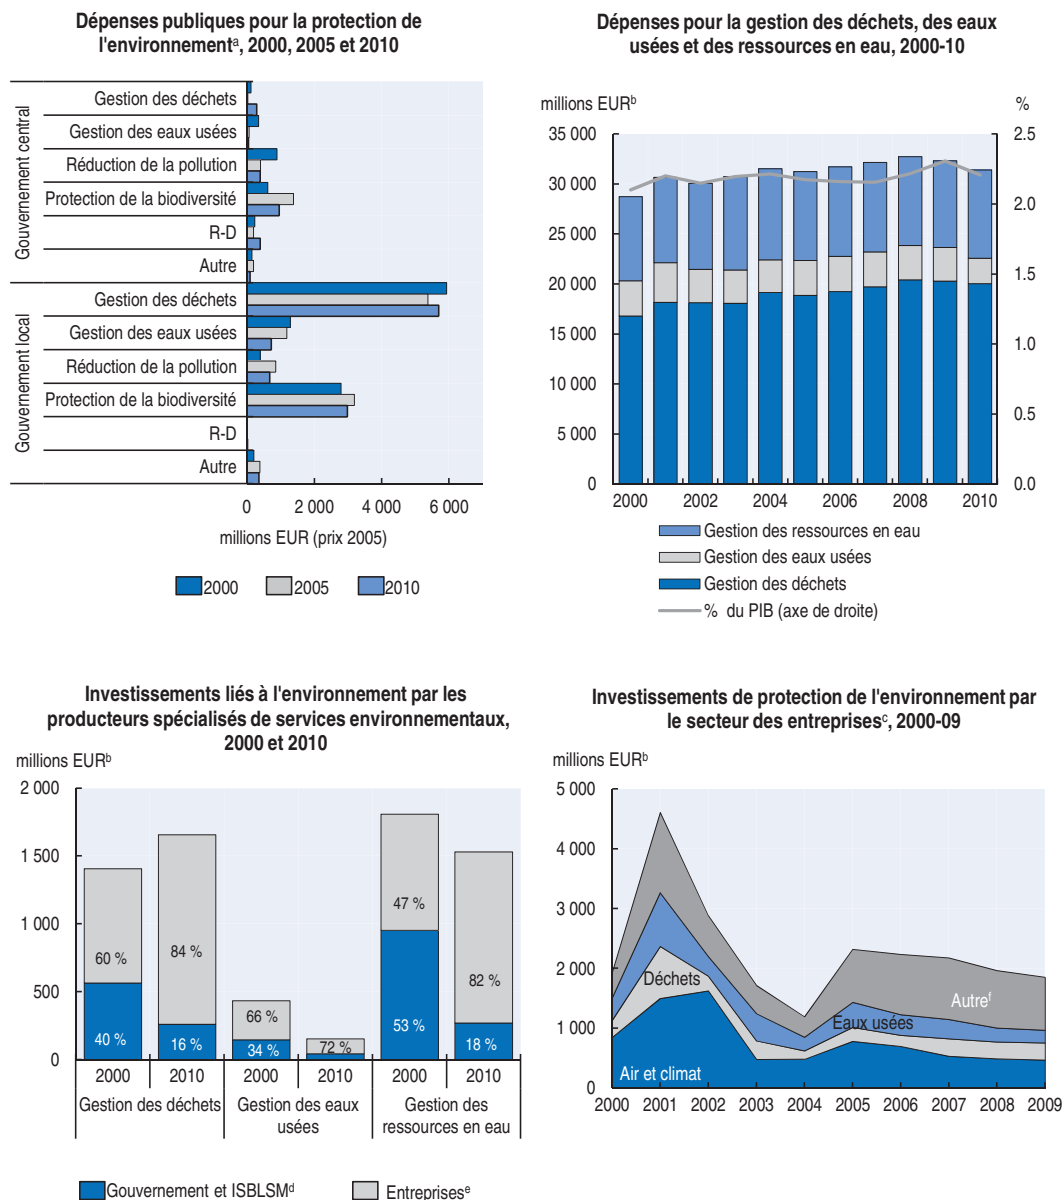 Dépenses publiques pour la protection de
l'environnementᵃ, 2000, 2005 et 2010
Gouvernement central
Gestion des déchets
Gestion des eaux usées
Réduction de la pollution
Protection de la biodiversité
R-D
Autre
Gouvernement local
Gestion des déchets
Gestion des eaux usées
Réduction de la pollution
Protection de la biodiversité
R-D
Autre
0 2 000 4 000 6 000
millions EUR (prix 2005)
2000 2005 2010
Dépenses pour la gestion des déchets, des eaux
usées et des ressources en eau, 2000-10
millions EURᵇ %
35 000 2.5
30 000
2.0
25 000
20 000 1.5
15 000
1.0
10 000
0.5
5 000
0 0.0
2000 2002 2004 2006 2008 2010
Gestion des ressources en eau
Gestion des eaux usées
Gestion des déchets
% du PIB (axe de droite)
Investissements liés à l'environnement par les
producteurs spécialisés de services environnementaux,
2000 et 2010
millions EURᵇ
2 000
1 500
1 000
500
0
60 % 84 % 66 % 72 % 47 % 82 %
40 % 16 % 34 % 53 % 18 %
2000 2010 2000 2010 2000 2010
Gestion des déchets
Gestion des eaux
usées
Gestion des
ressources en eau
Gouvernement et ISBLSMᵈ Entreprisesᵉ
Investissements de protection de l'environnement par
le secteur des entreprisesᶜ, 2000-09
millions EURᵇ
5 000
4 000
3 000
2 000
1 000
0
Déchets
Autreᶠ
Eaux usées
Air et climat
2000 2001 2002 2003 2004 2005 2006 2007 2008 2009